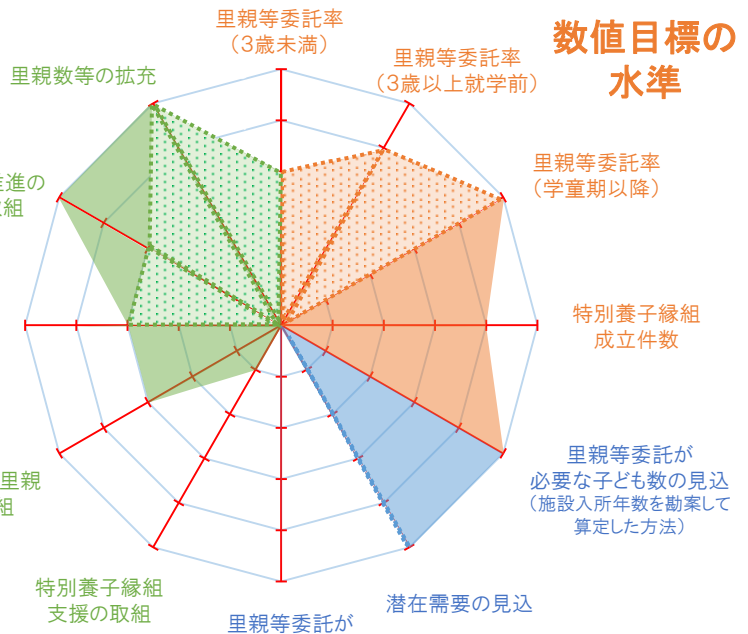 数値目標の
水準
里親等委託率
（3歳未満）
里親等委託率
（3歳以上就学前）
里親数等の拡充
里親等委託率
（学童期以降）
進の
組
特別養子縁組
成立件数
里親等委託が
必要な子ども数の見込
（施設入所年数を勘案して
算定した方法）
里親
組
特別養子縁組
支援の取組
潜在需要の見込
里親等委託が